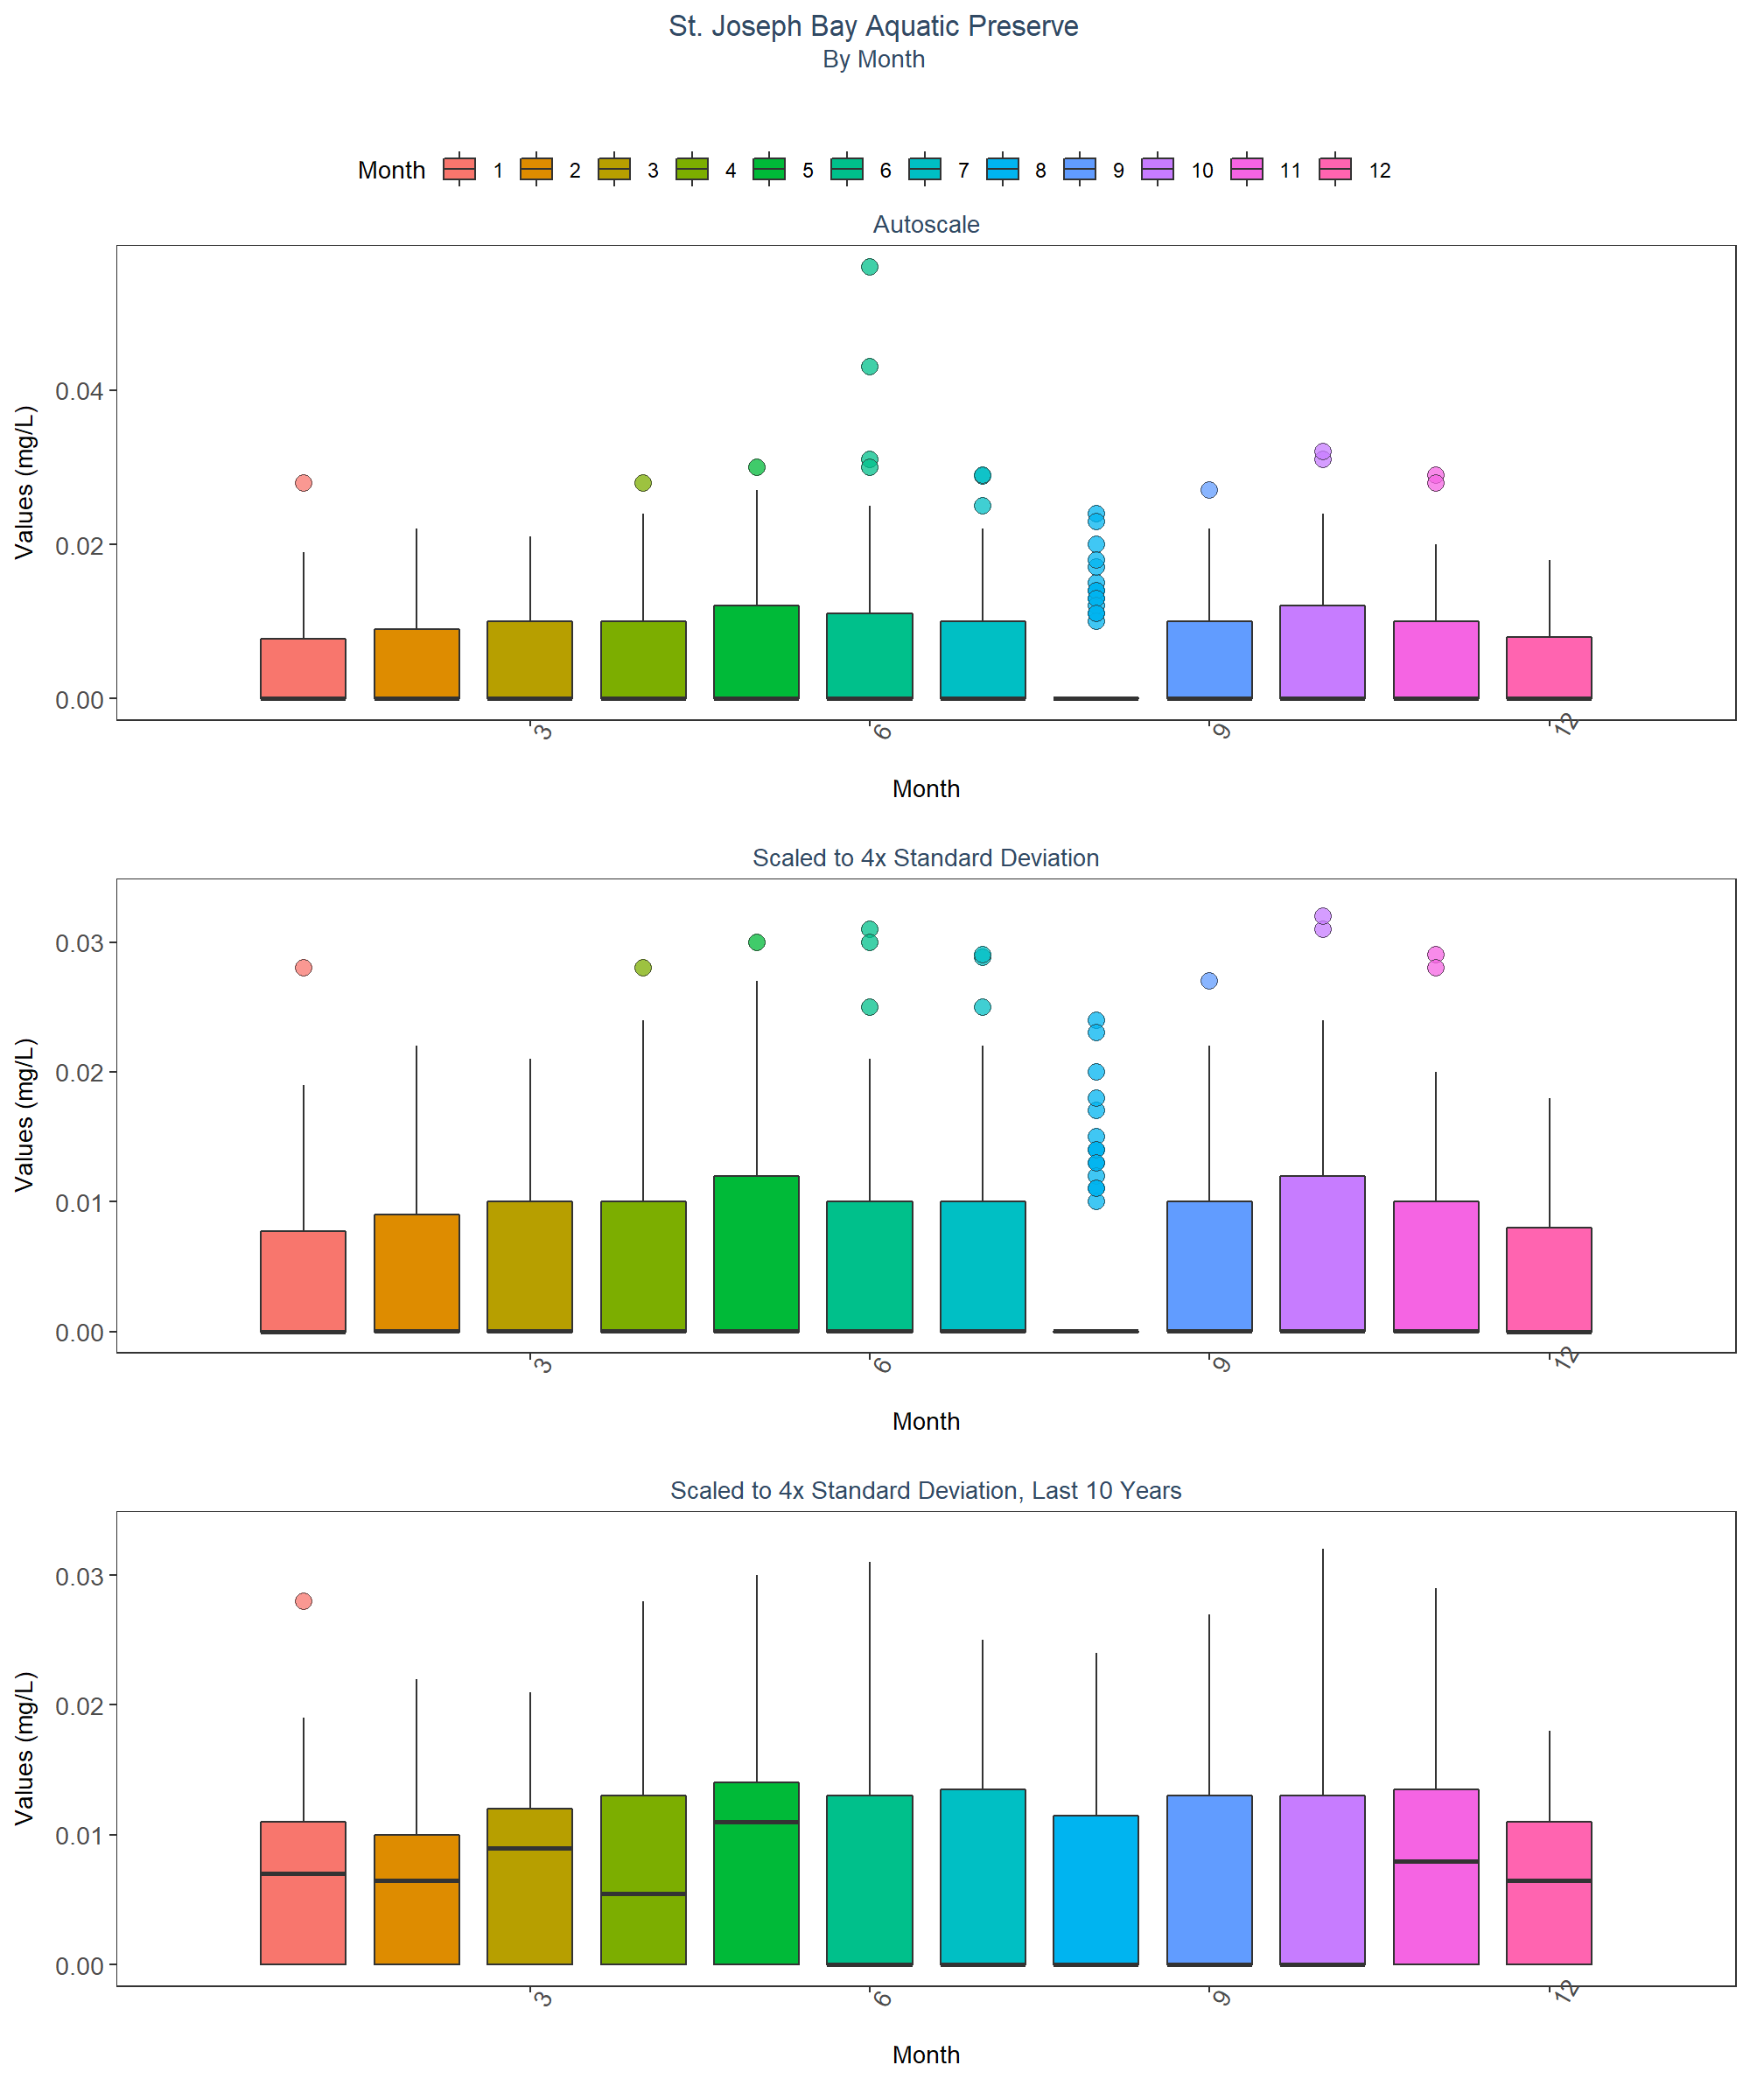 St. Joseph Bay Aquatic Preserve
By Month
Month 1 2 3 4 5 6 7 8 9 10 11 12
Autoscale
Values (mg/L)
0.04
0.02
0.00
3 6 9 12
Month
Scaled to 4x Standard Deviation
Values (mg/L)
0.03
0.02
0.01
0.00
3 6 9 12
Month
Scaled to 4x Standard Deviation, Last 10 Years
Values (mg/L)
0.03
0.02
0.01
0.00
3 6 9 12
Month